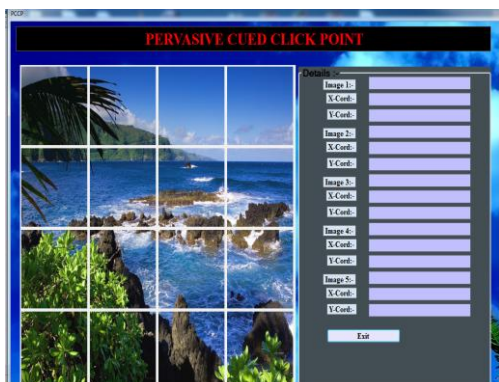 PCCP
PERVASIVE CUED CLICK POINT
Details :-
Image 1:-
X-Cord:-
Y-Cord:-
Image 2:-
X-Cord:-
Y-Cord:-
Image 3:-
X-Cord:-
Y-Cord:-
Image 4:-
X-Cord:-
Y-Cord:-
Image 5:-
X-Cord:-
Y-Cord:-
Exit